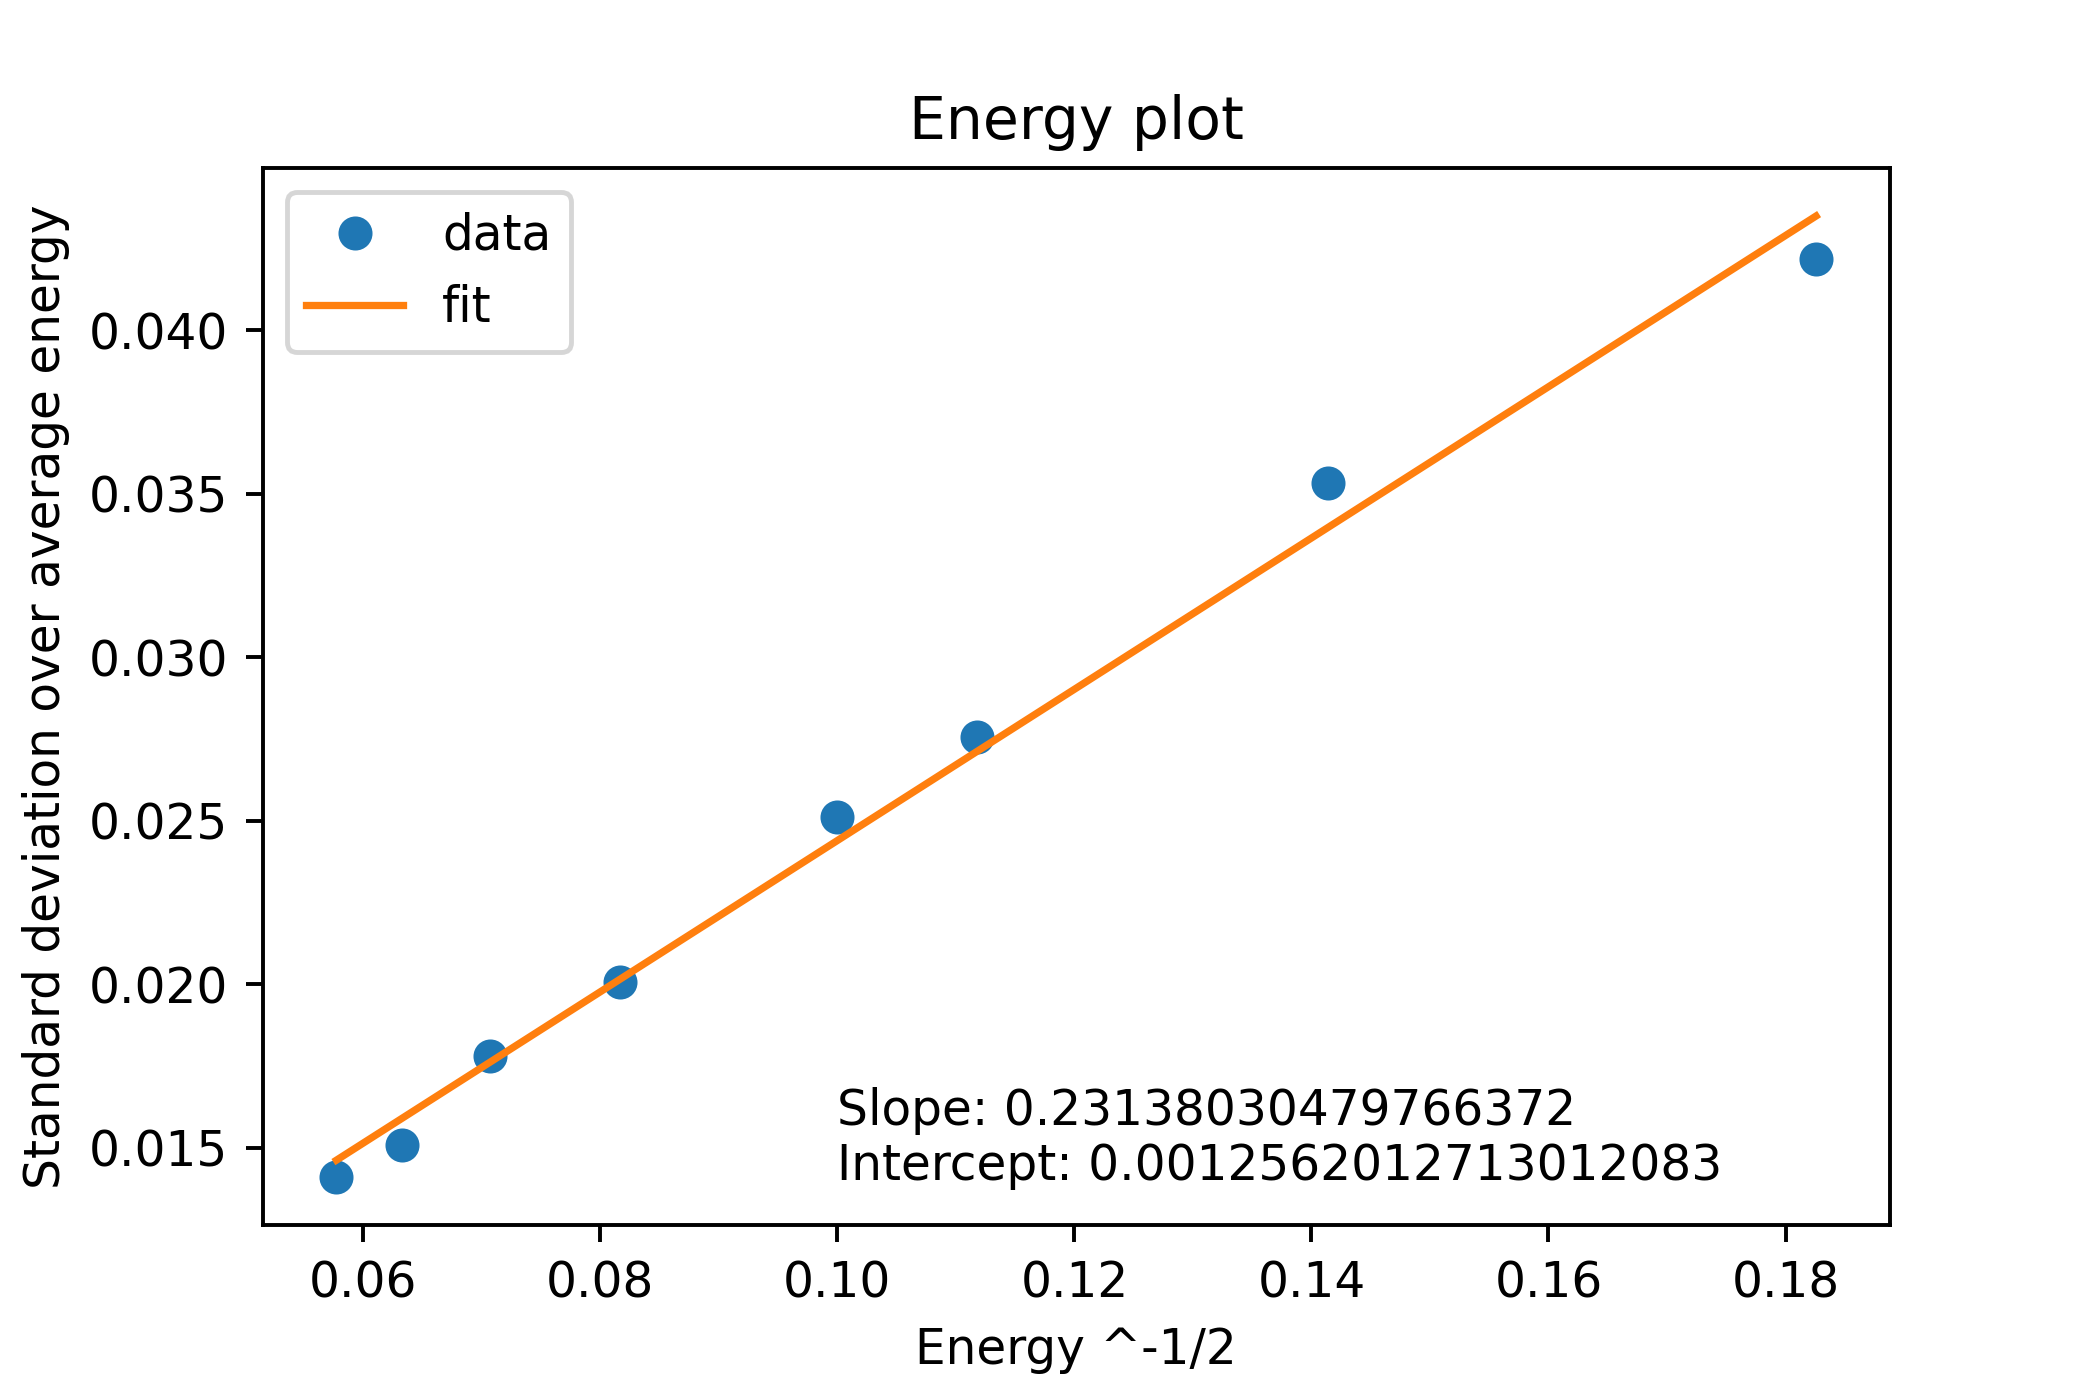 Energy plot
data
fit
Standard deviation over average energy
0.040
0.035
0.030
0.025
0.020
0.015
Slope: 0.23138030479766372
Intercept: 0.0012562012713012083
0.06 0.08 0.10 0.12 0.14 0.16 0.18
Energy ^-1/2